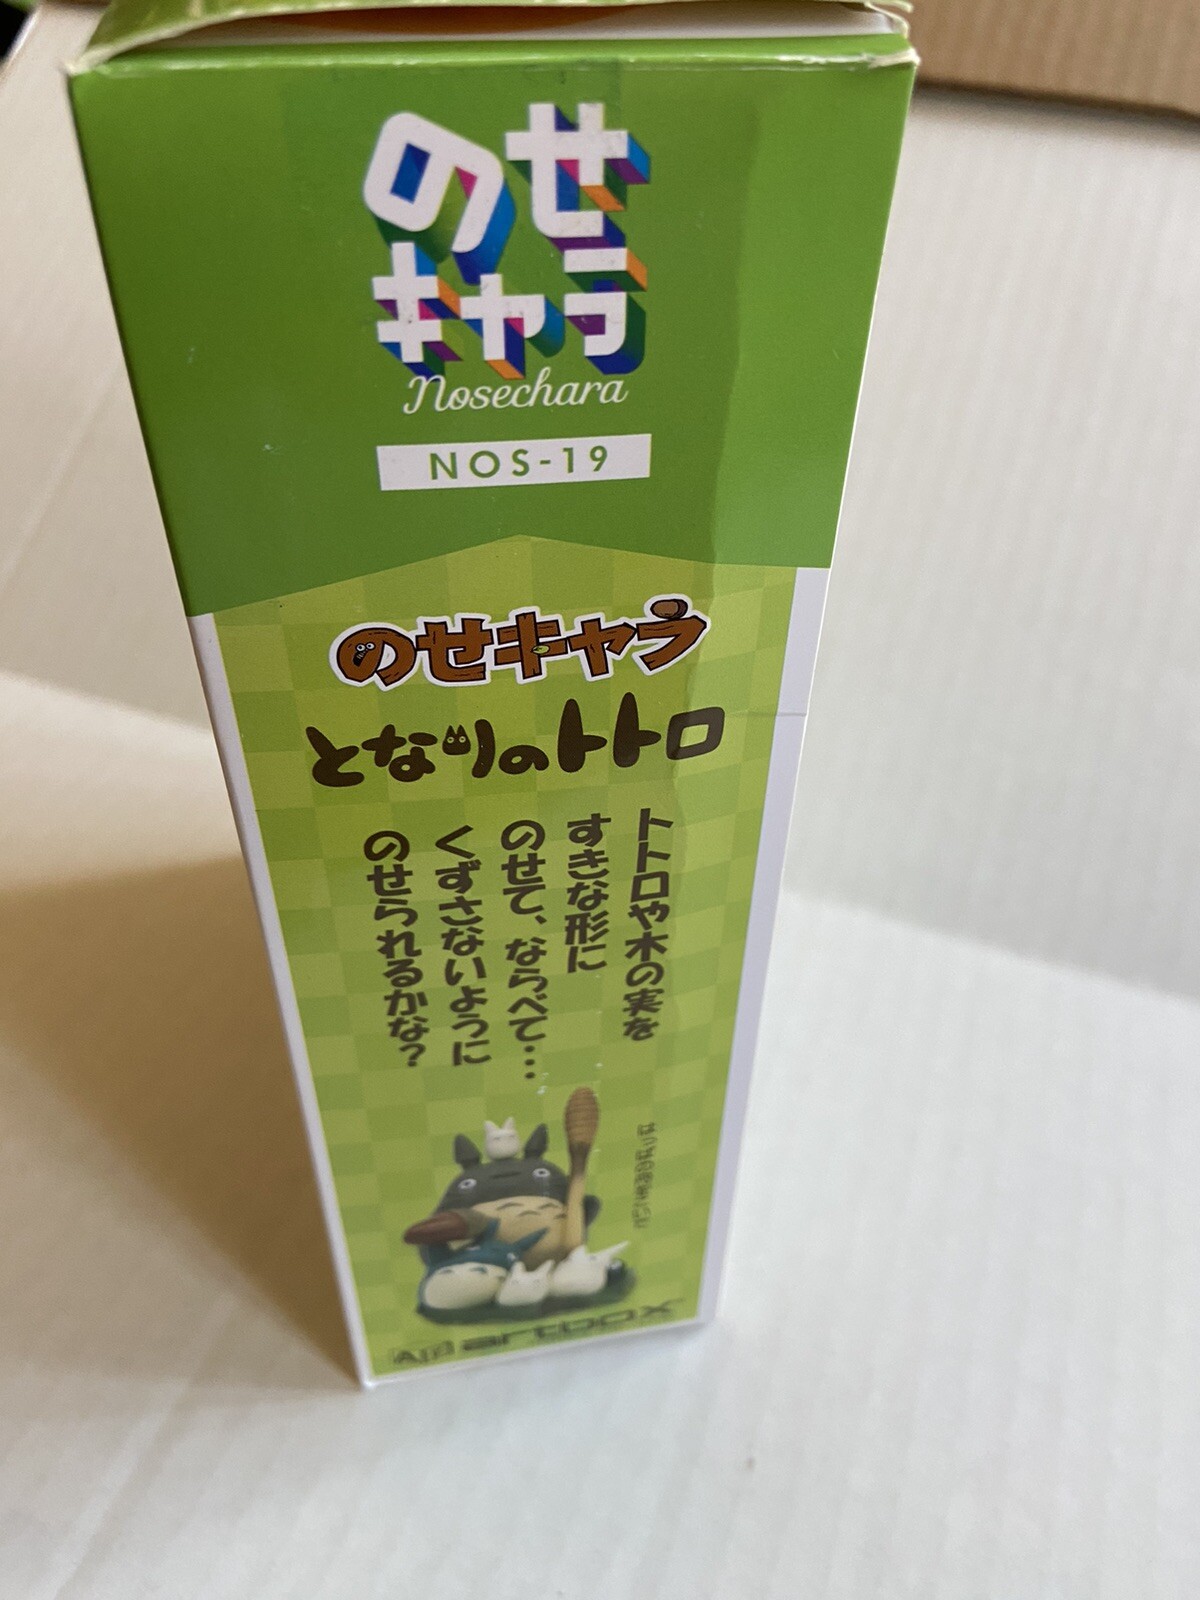 のせ
キャラ
Nosechara
NOS-19
のせキャラ
となりのトトロ
トトロや木の実を
すきな形に
のせて、ならべて…
くずさないように
のせられるかな？
artbox